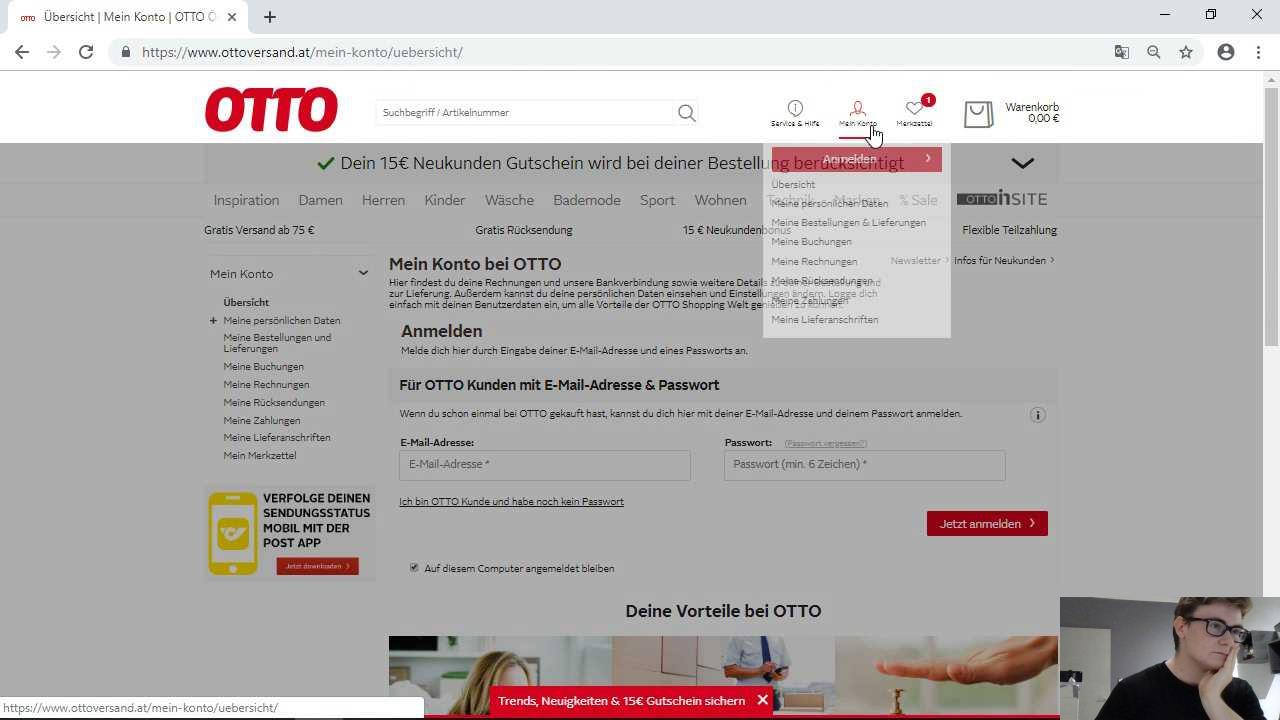 OTTO
Übersicht | Mein Konto | OTTO Ö
https://www.ottoversand.at/mein-konto/uebersicht/
OTTO
Suchbegriff / Artikelnummer
Service & Hilfe
Mein Konto
Merkzettel
1
Warenkorb
0,00 €
Dein 15€ Neukunden Gutschein wird bei deiner Bestellung berücksichtigt
Anmelden
Übersicht
Meine persönlichen Daten
Meine Bestellungen & Lieferungen
Meine Buchungen
Meine Rechnungen
Meine Rücksendungen
Meine Zahlungen
Meine Lieferanschriften
Inspiration Damen Herren Kinder Wäsche Bademode Sport Wohnen Technik Marken % Sale OTTO inSITE
Gratis Versand ab 75 € Gratis Rücksendung 15 € Neukundenbonus Flexible Teilzahlung
Newsletter Infos für Neukunden
Mein Konto
Übersicht
+ Meine persönlichen Daten
Meine Bestellungen und
Lieferungen
Meine Buchungen
Meine Rechnungen
Meine Rücksendungen
Meine Zahlungen
Meine Lieferanschriften
Mein Merkzettel
VERFOLGE DEINEN
SENDUNGSSTATUS
MOBIL MIT DER
POST APP
Jetzt downloaden
Mein Konto bei OTTO
Hier findest du deine Rechnungen und unsere Bankverbindung sowie weitere Details zu deiner Bestellung und
zur Lieferung. Außerdem kannst du deine persönlichen Daten einsehen und Einstellungen ändern. Logge dich
einfach mit deinen Benutzerdaten ein, um alle Vorteile der OTTO Shopping Welt genießen zu können.
Anmelden
Melde dich hier durch Eingabe deiner E-Mail-Adresse und eines Passworts an.
Für OTTO Kunden mit E-Mail-Adresse & Passwort
Wenn du schon einmal bei OTTO gekauft hast, kannst du dich hier mit deiner E-Mail-Adresse und deinem Passwort anmelden.
E-Mail-Adresse:
E-Mail-Adresse *
Passwort: (Passwort vergessen?)
Passwort (min. 6 Zeichen) *
Ich bin OTTO Kunde und habe noch kein Passwort
Jetzt anmelden
Auf diesem Computer angemeldet bleiben
Deine Vorteile bei OTTO
Trends, Neuigkeiten & 15€ Gutschein sichern
https://www.ottoversand.at/mein-konto/uebersicht/